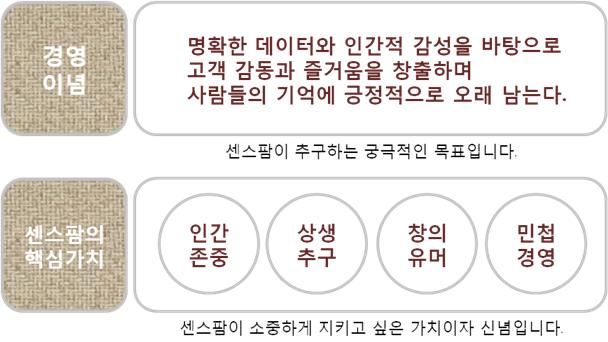 경영
이념
명확한 데이터와 인간적 감성을 바탕으로
고객 감동과 즐거움을 창출하며
사람들의 기억에 긍정적으로 오래 남는다.
센스팜이 추구하는 궁극적인 목표입니다.
센스팜의
핵심가치
인간
존중
상생
추구
창의
유머
민첩
경영
센스팜이 소중하게 지키고 싶은 가치이자 신념입니다.